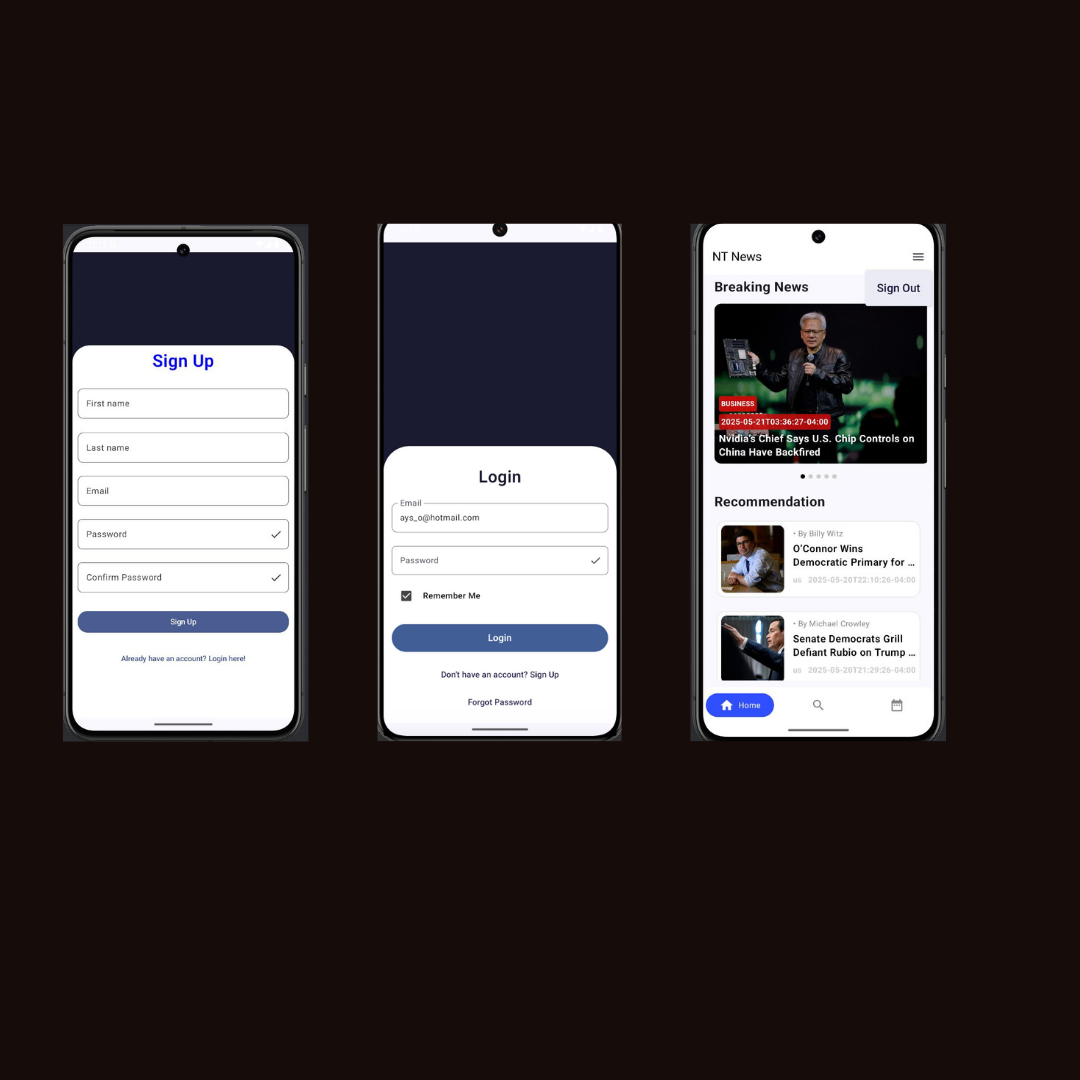 Sign Up
First name
Last name
Email
Password
Confirm Password
Sign Up
Already have an account? Login here!
Login
Email
ays_o@hotmail.com
Password
Remember Me
Login
Don't have an account? Sign Up
Forgot Password
NT News
Breaking News
Sign Out
BUSINESS
2025-05-21T03:36:27-04:00
Nvidia's Chief Says U.S. Chip Controls on
China Have Backfired
Recommendation
• By Billy Witz
O'Connor Wins
Democratic Primary for ...
us 2025-05-20T22:10:26-04:00
• By Michael Crowley
Senate Democrats Grill
Defiant Rubio on Trump ...
us 2025-05-20T21:29:26-04:00
Home